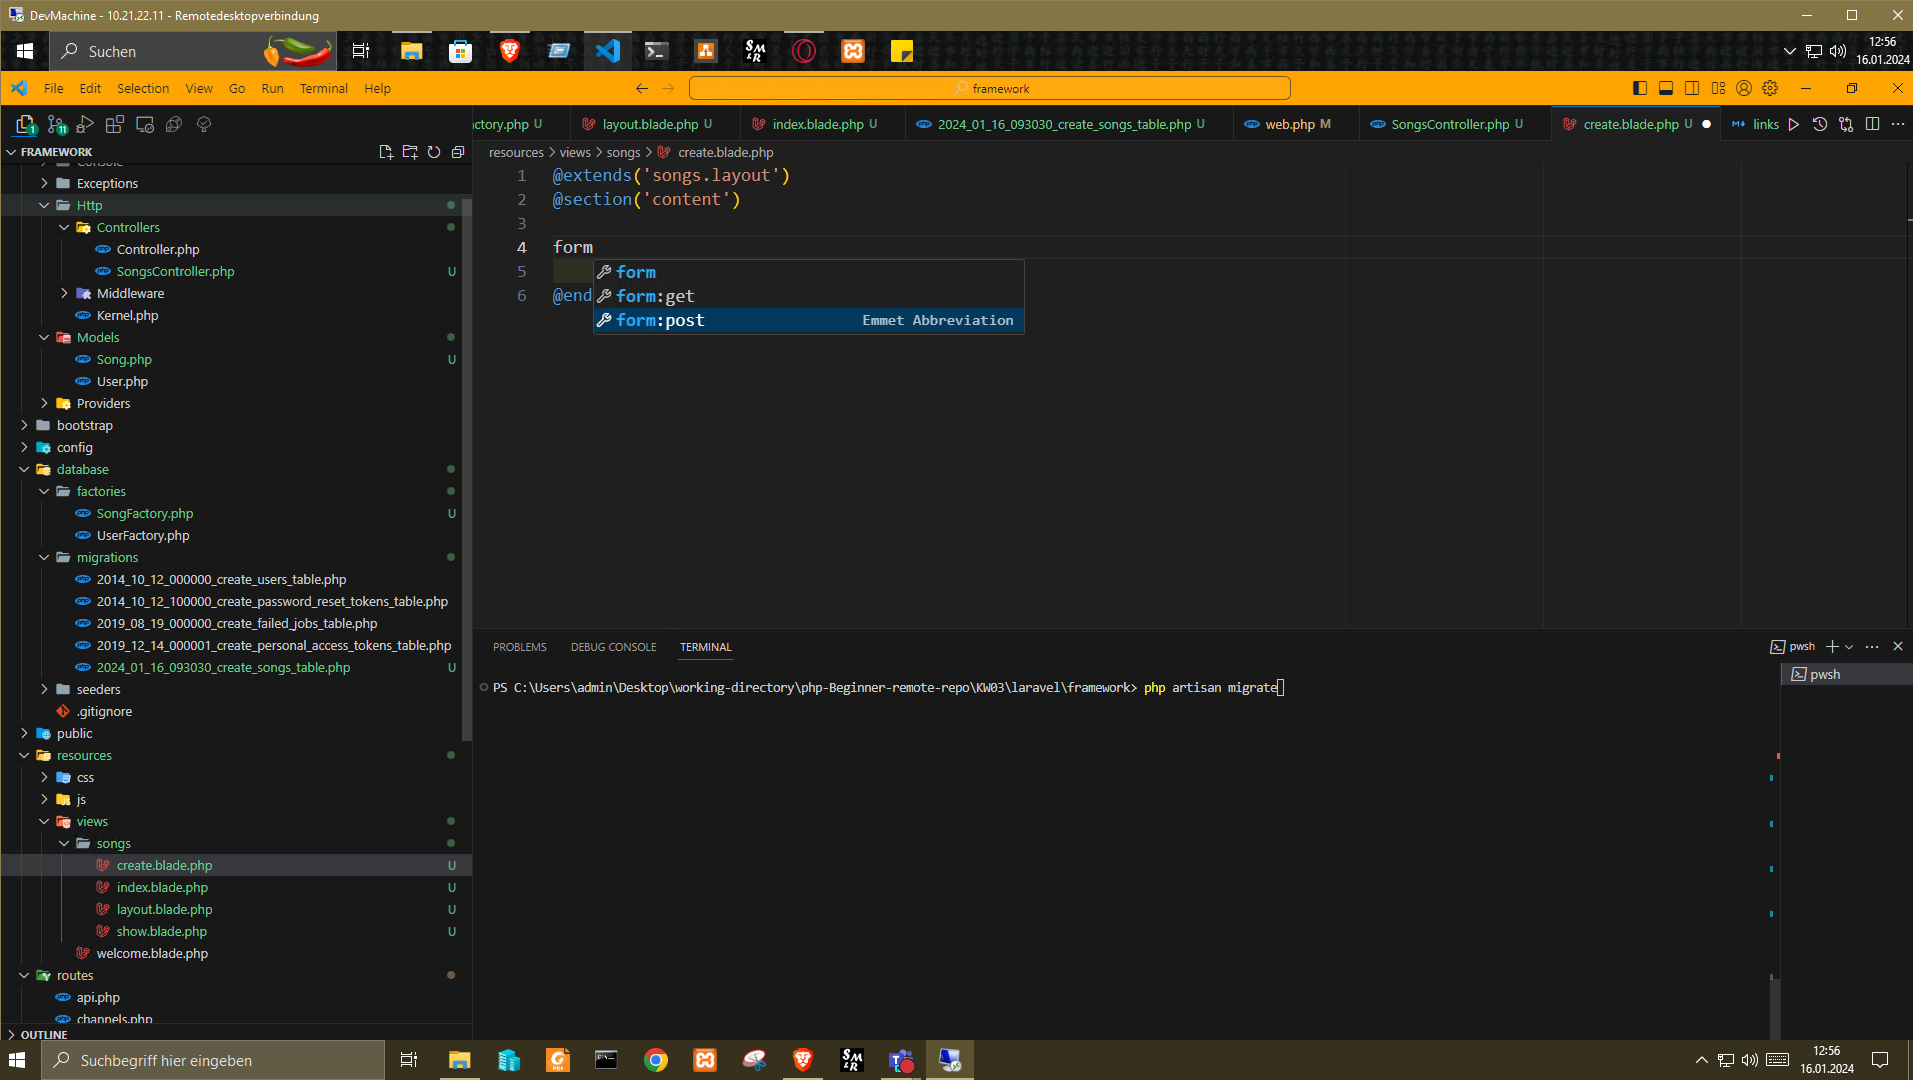 DevMachine - 10.21.22.11 - Remotedesktopverbindung
Suchen
12:56
16.01.2024
File Edit Selection View Go Run Terminal Help
framework
1
11
ctory.php U
layout.blade.php U
index.blade.php U
2024_01_16_093030_create_songs_table.php U
web.php M
SongsController.php U
create.blade.php U
links
FRAMEWORK
resources > views > songs > create.blade.php
Console
Exceptions
Http
Controllers
Controller.php
SongsController.php U
Middleware
Kernel.php
Models
Song.php U
User.php
Providers
bootstrap
config
database
factories
SongFactory.php U
UserFactory.php
migrations
2014_10_12_000000_create_users_table.php
2014_10_12_100000_create_password_reset_tokens_table.php
2019_08_19_000000_create_failed_jobs_table.php
2019_12_14_000001_create_personal_access_tokens_table.php
2024_01_16_093030_create_songs_table.php U
seeders
.gitignore
public
resources
css
js
views
songs
create.blade.php U
index.blade.php U
layout.blade.php U
show.blade.php U
welcome.blade.php
routes
api.php
channels.php
OUTLINE
1 @extends('songs.layout')
2 @section('content')
3
4 form
5
6 @end
form
form:get
form:post Emmet Abbreviation
PROBLEMS DEBUG CONSOLE TERMINAL
pwsh
pwsh
PS C:\Users\admin\Desktop\working-directory\php-Beginner-remote-repo\KW03\laravel\framework> php artisan migrate
Suchbegriff hier eingeben
12:56
16.01.2024